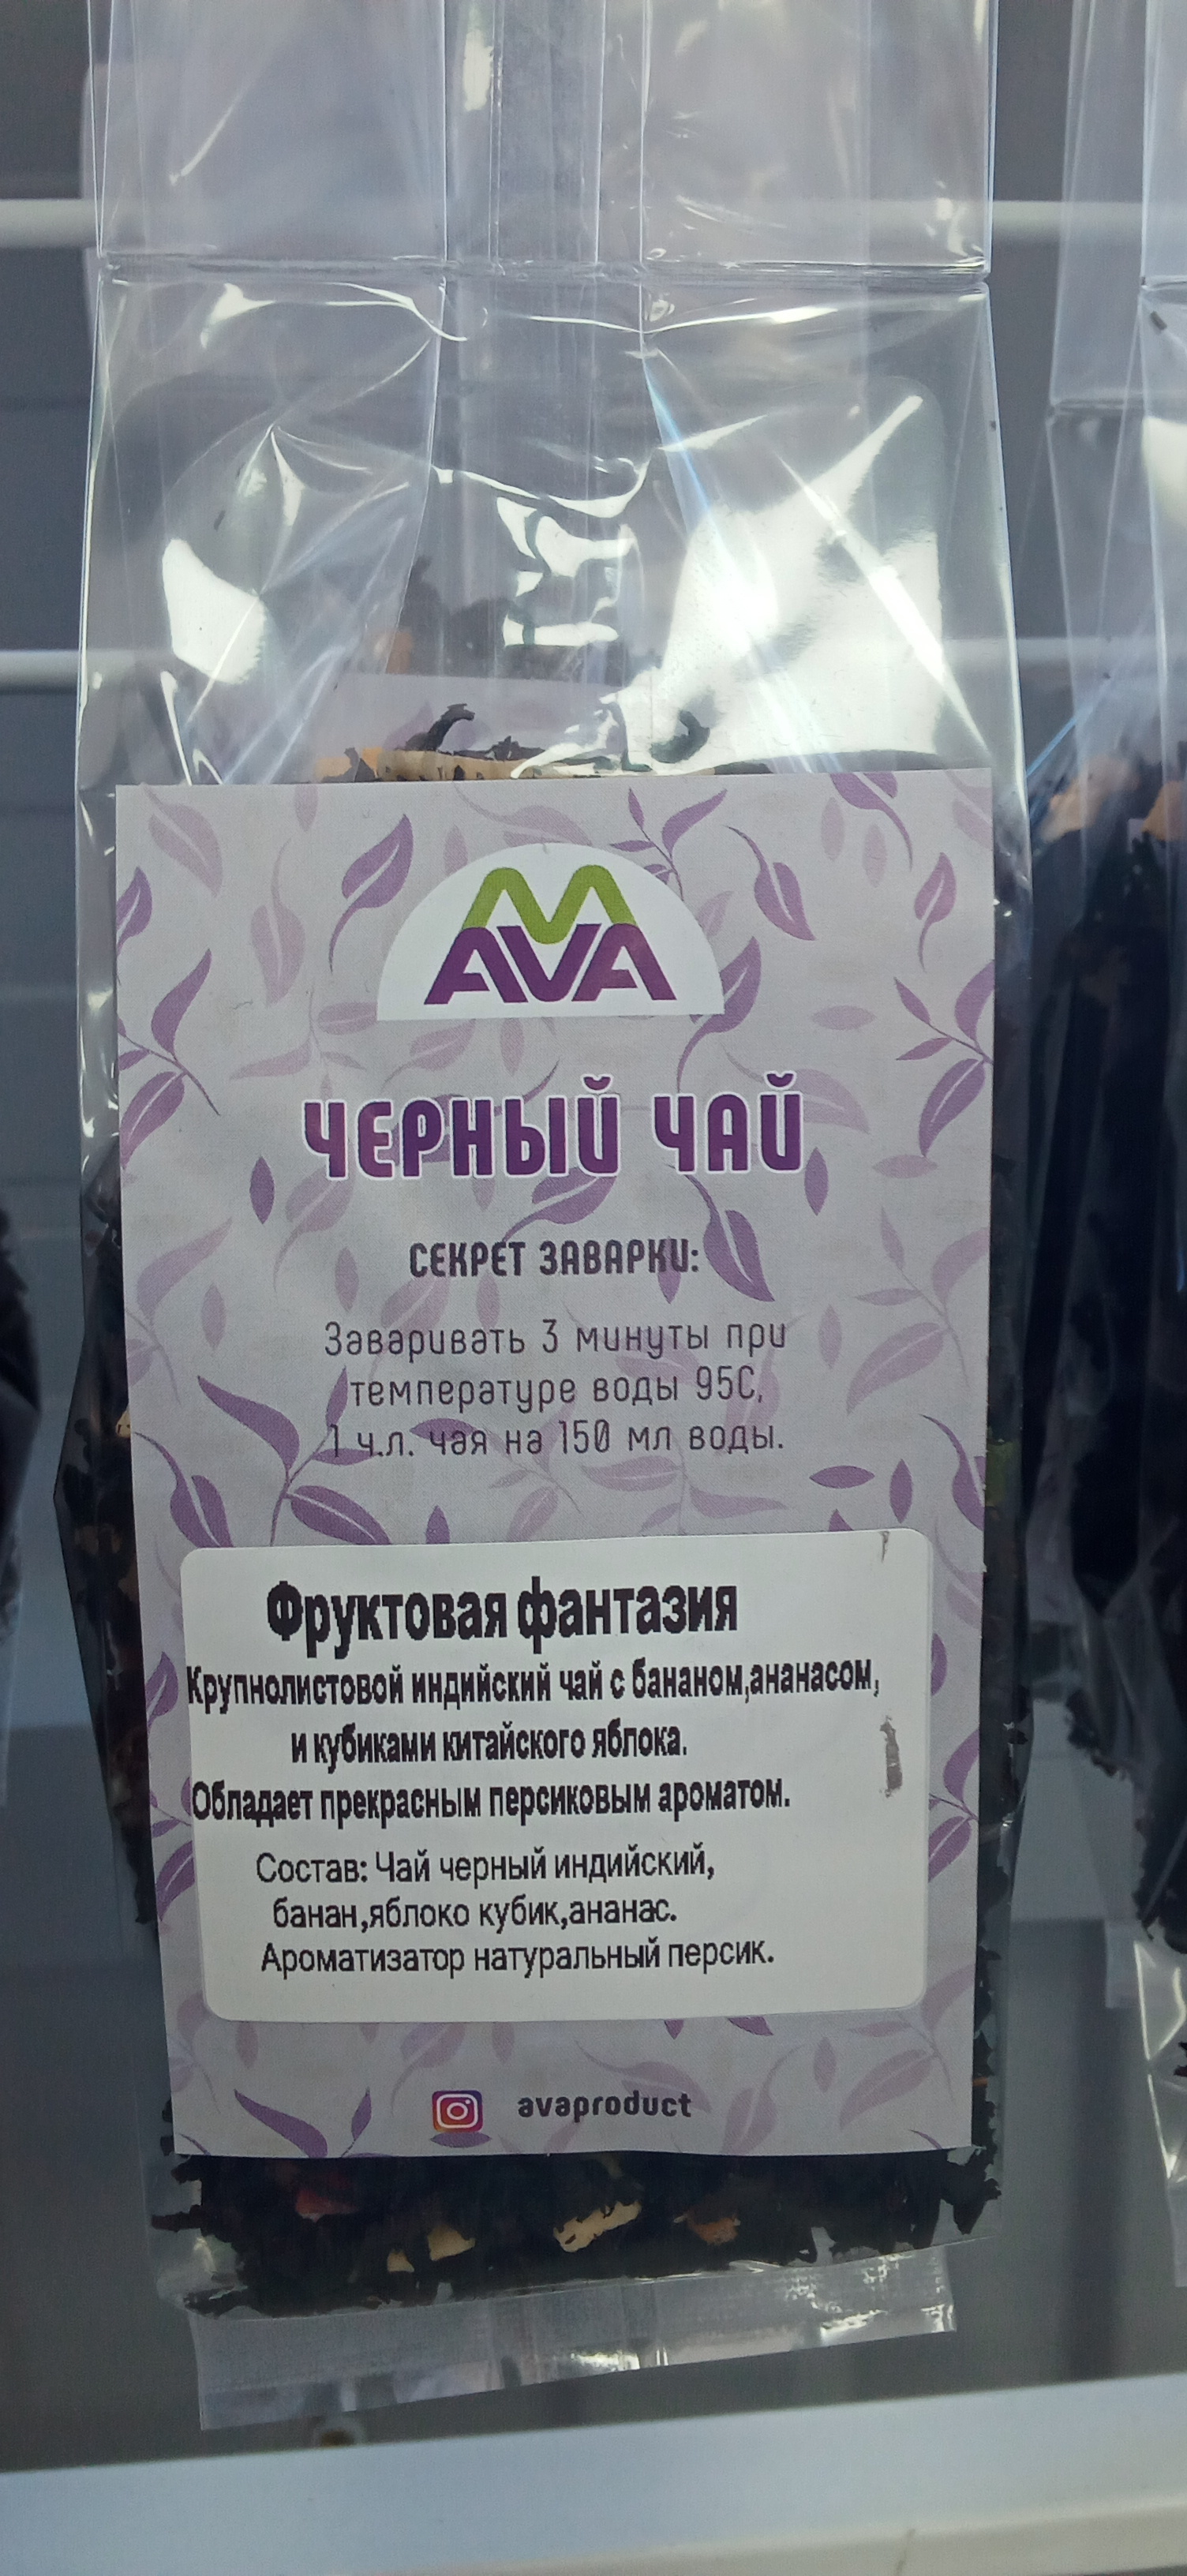 AVA
ЧЕРНЫЙ ЧАЙ
СЕКРЕТ ЗАВАРКИ:
Заваривать 3 минуты при
температуре воды 95С,
1 ч.л. чая на 150 мл воды.
Фруктовая фантазия
Крупнолистовой индийский чай с бананом,ананасом,
и кубиками китайского яблока.
Обладает прекрасным персиковым ароматом.
Состав: Чай черный индийский,
банан,яблоко кубик,ананас.
Ароматизатор натуральный персик.
avaproduct